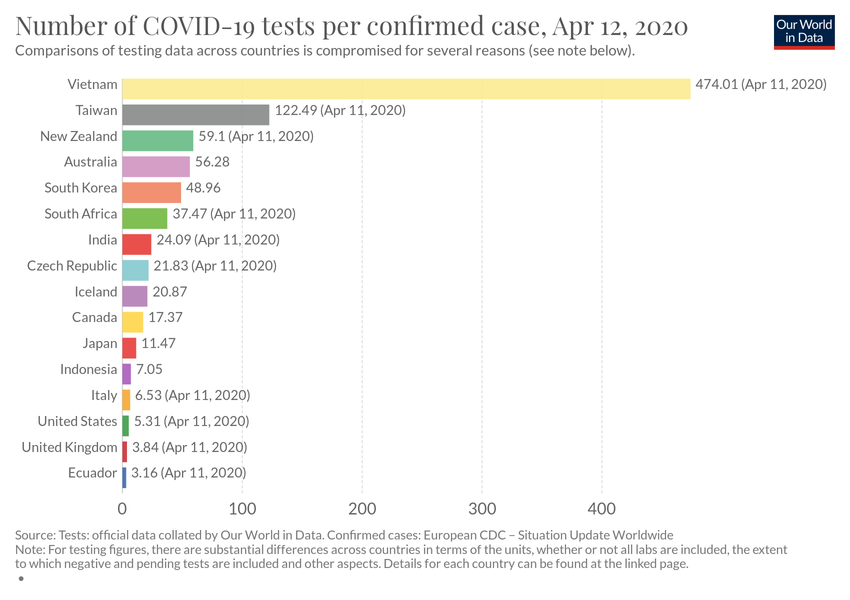 Number of COVID-19 tests per confirmed case, Apr 12, 2020
Our World
in Data
Comparisons of testing data across countries is compromised for several reasons (see note below).
Vietnam 474.01 (Apr 11, 2020)
Taiwan 122.49 (Apr 11, 2020)
New Zealand 59.1 (Apr 11, 2020)
Australia 56.28
South Korea 48.96
South Africa 37.47 (Apr 11, 2020)
India 24.09 (Apr 11, 2020)
Czech Republic 21.83 (Apr 11, 2020)
Iceland 20.87
Canada 17.37
Japan 11.47
Indonesia 7.05
Italy 6.53 (Apr 11, 2020)
United States 5.31 (Apr 11, 2020)
United Kingdom 3.84 (Apr 11, 2020)
Ecuador 3.16 (Apr 11, 2020)
0 100 200 300 400
Source: Tests: official data collated by Our World in Data. Confirmed cases: European CDC – Situation Update Worldwide
Note: For testing figures, there are substantial differences across countries in terms of the units, whether or not all labs are included, the extent
to which negative and pending tests are included and other aspects. Details for each country can be found at the linked page.
•